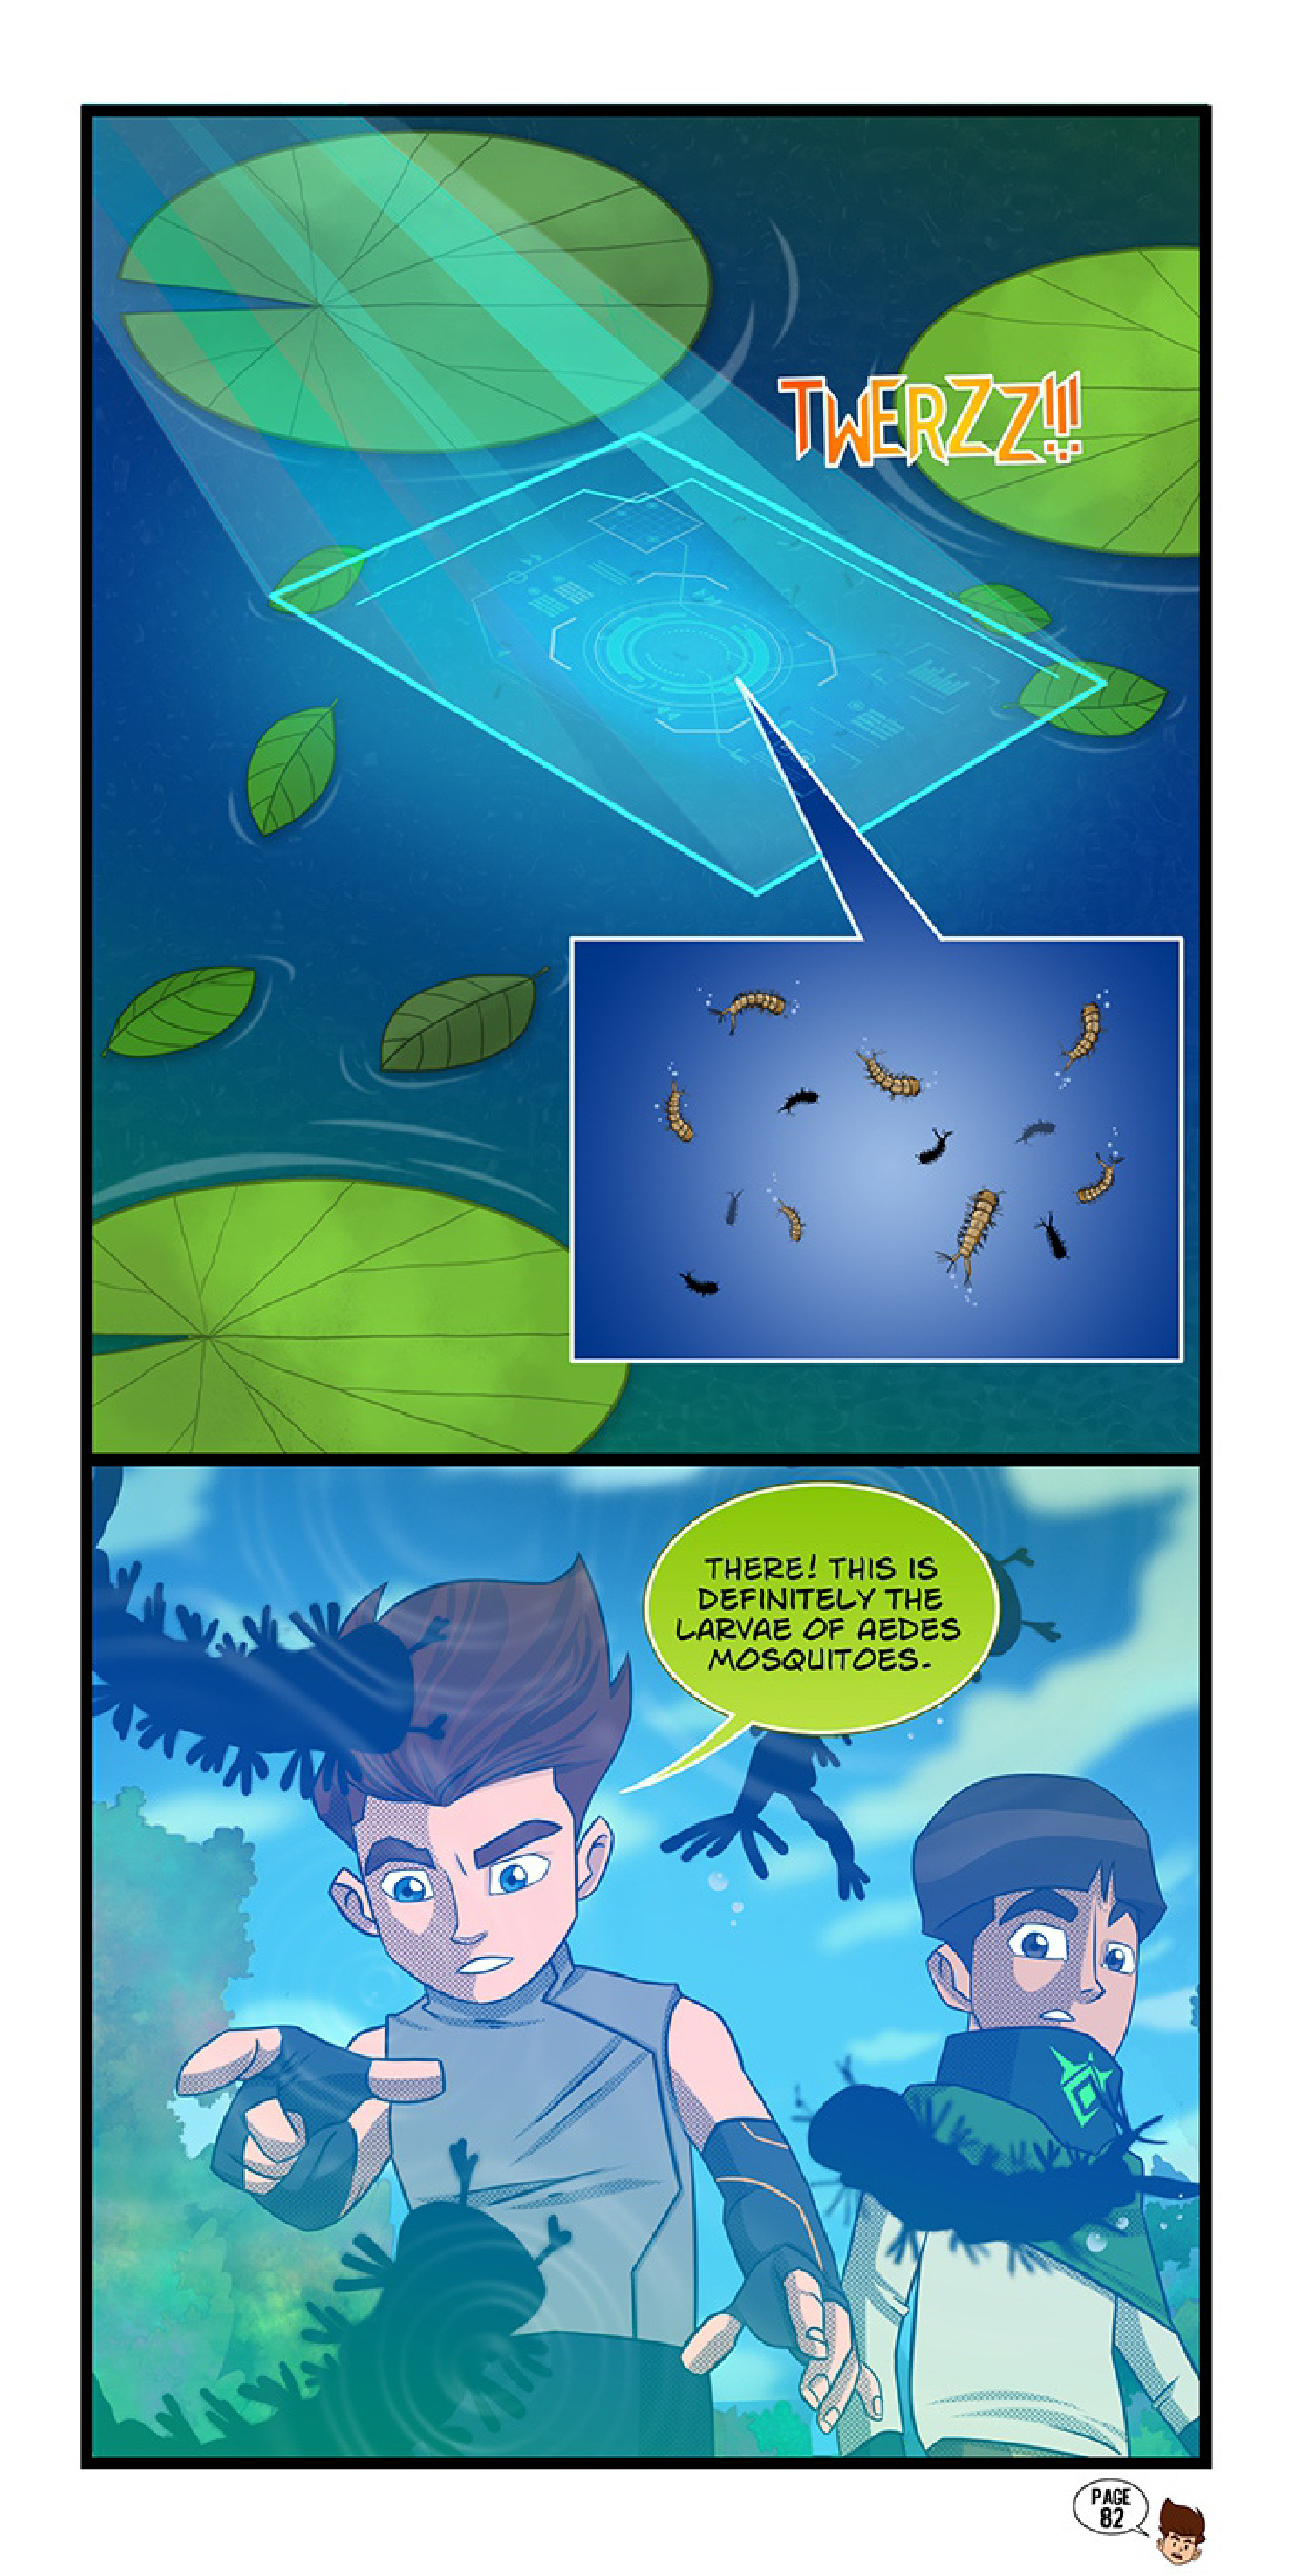 TWERZZ!!!
THERE! THIS IS
DEFINITELY THE
LARVAE OF AEDES
MOSQUITOES.
PAGE
82